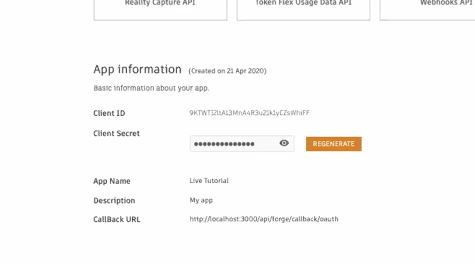 Reality Capture API
Token Flex Usage Data API
Webhooks API
App information (Created on 21 Apr 2020)
Basic information about your app.
Client ID
Client Secret
●●●●●●●●●●●●●●
REGENERATE
App Name Live Tutorial
Description My app
CallBack URL http://localhost:3000/api/forge/callback/oauth